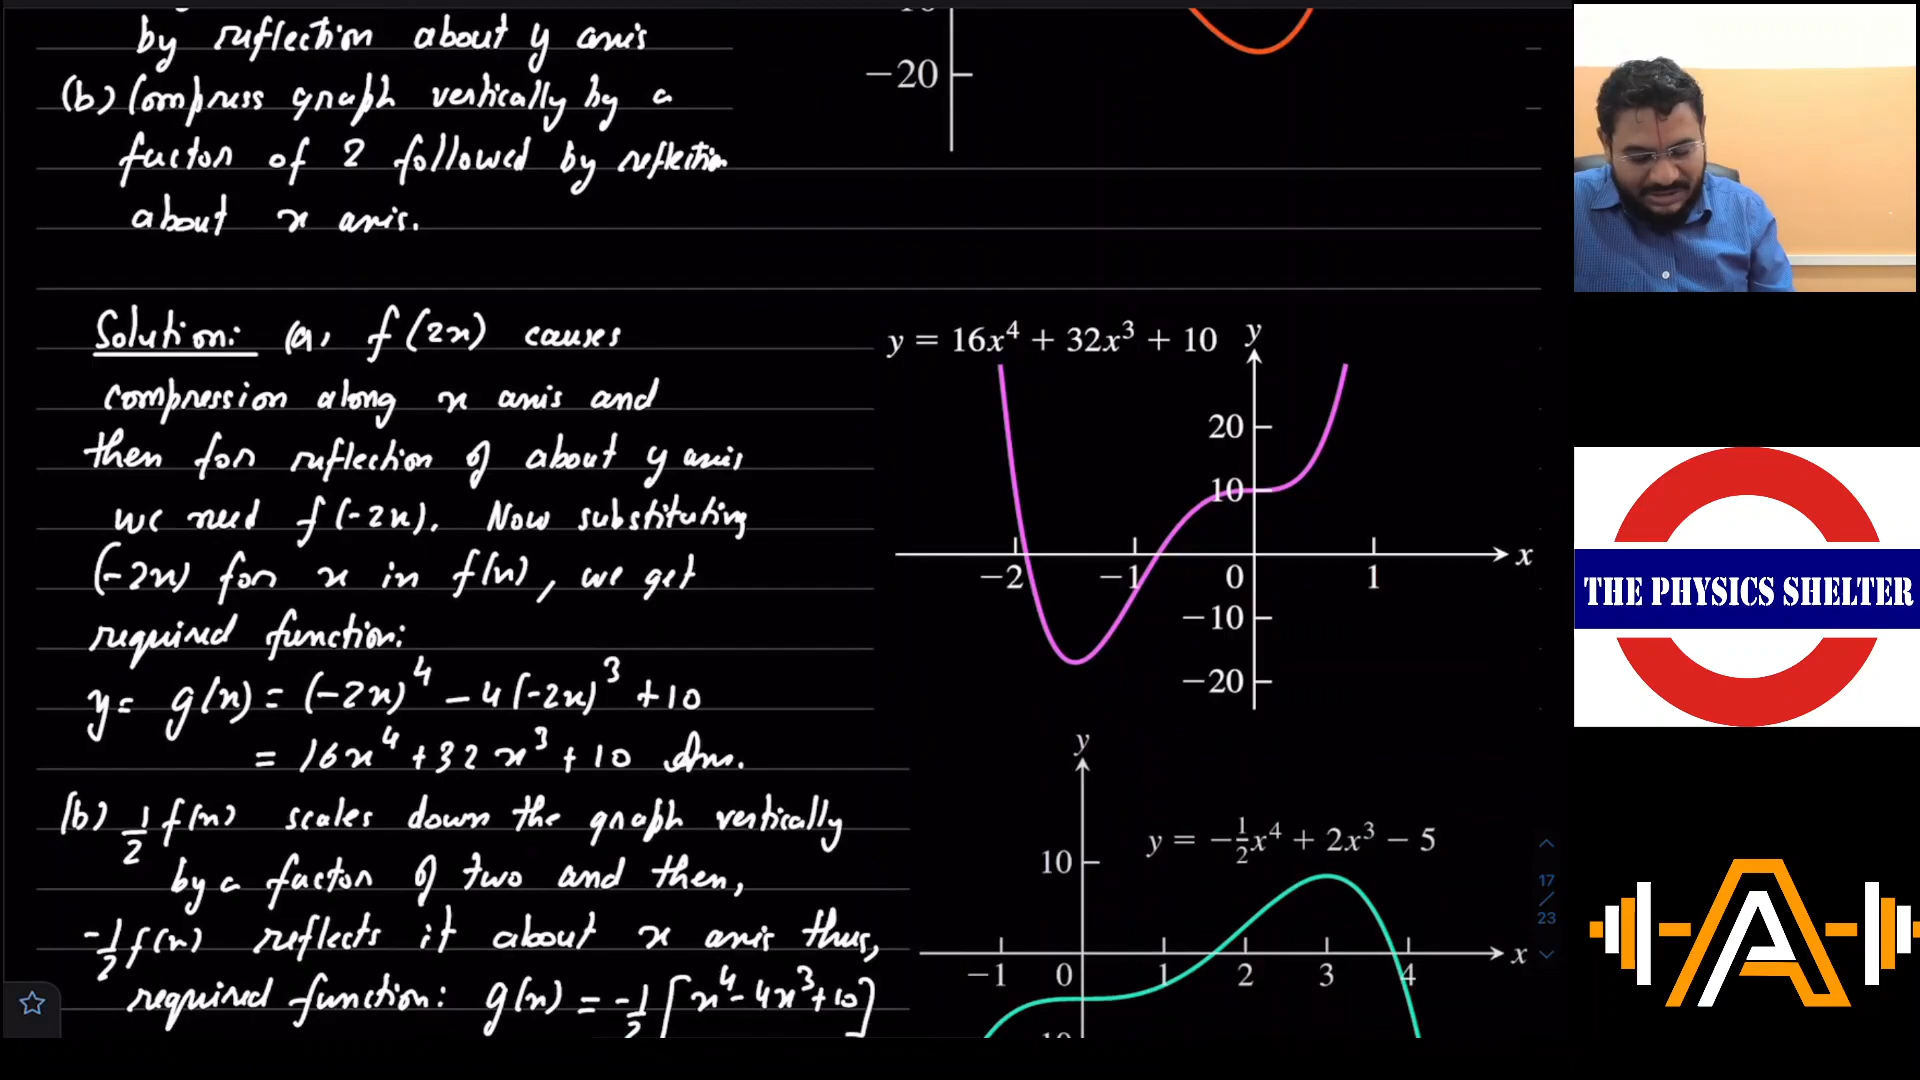 by reflection about y axis
(b) Compress graph vertically by a
factor of 2 followed by reflection
about x axis.
Solution: (a) f(2x) causes
compression along x axis and
then for reflection of about y axis
we need f(-2x). Now substituting
(-2x) for x in f(x), we get
required function:
y = g(x) = (-2x)⁴ - 4(-2x)³ + 10
= 16x⁴ + 32x³ + 10 Ans.
(b) 1/2 f(x) scales down the graph vertically
by a factor of two and then,
-1/2 f(x) reflects it about x axis thus,
required function: g(x) = -1/2 [x⁴ - 4x³ + 10]
−20
y = 16x⁴ + 32x³ + 10
y
20
10
−2 −1 0 1 x
−10
−20
y
y = −1/2x⁴ + 2x³ − 5
10
−1 0 1 2 3 4 x
17
/
23
THE PHYSICS SHELTER
A